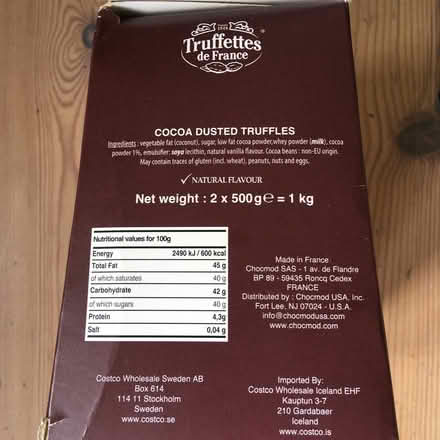 Truffettes
de France
COCOA DUSTED TRUFFLES
Ingredients : vegetable fat (coconut), sugar, low fat cocoa powder, whey powder (milk), cocoa
powder 1%, emulsifier: soya lecithin, natural vanilla flavour. Cocoa beans : non-EU origin.
May contain traces of gluten (incl. wheat), peanuts, nuts and eggs.
✓ NATURAL FLAVOUR
Net weight : 2 x 500g℮ = 1 kg
Nutritional values for 100g
Energy 2490 kJ / 600 kcal
Total Fat 45 g
of which saturates 40 g
Carbohydrate 42 g
of which sugars 40 g
Protein 4,3g
Salt 0,04 g
Made in France
Chocmod SAS - 1 av. de Flandre
BP 89 - 59435 Roncq Cedex
FRANCE
Distributed by : Chocmod USA, Inc.
Fort Lee, NJ 07024 - U.S.A.
info@chocmodusa.com
www.chocmod.com
Costco Wholesale Sweden AB
Box 614
114 11 Stockholm
Sweden
www.costco.se
Imported By:
Costco Wholesale Iceland EHF
Kauptun 3-7
210 Gardabaer
Iceland
www.costco.is